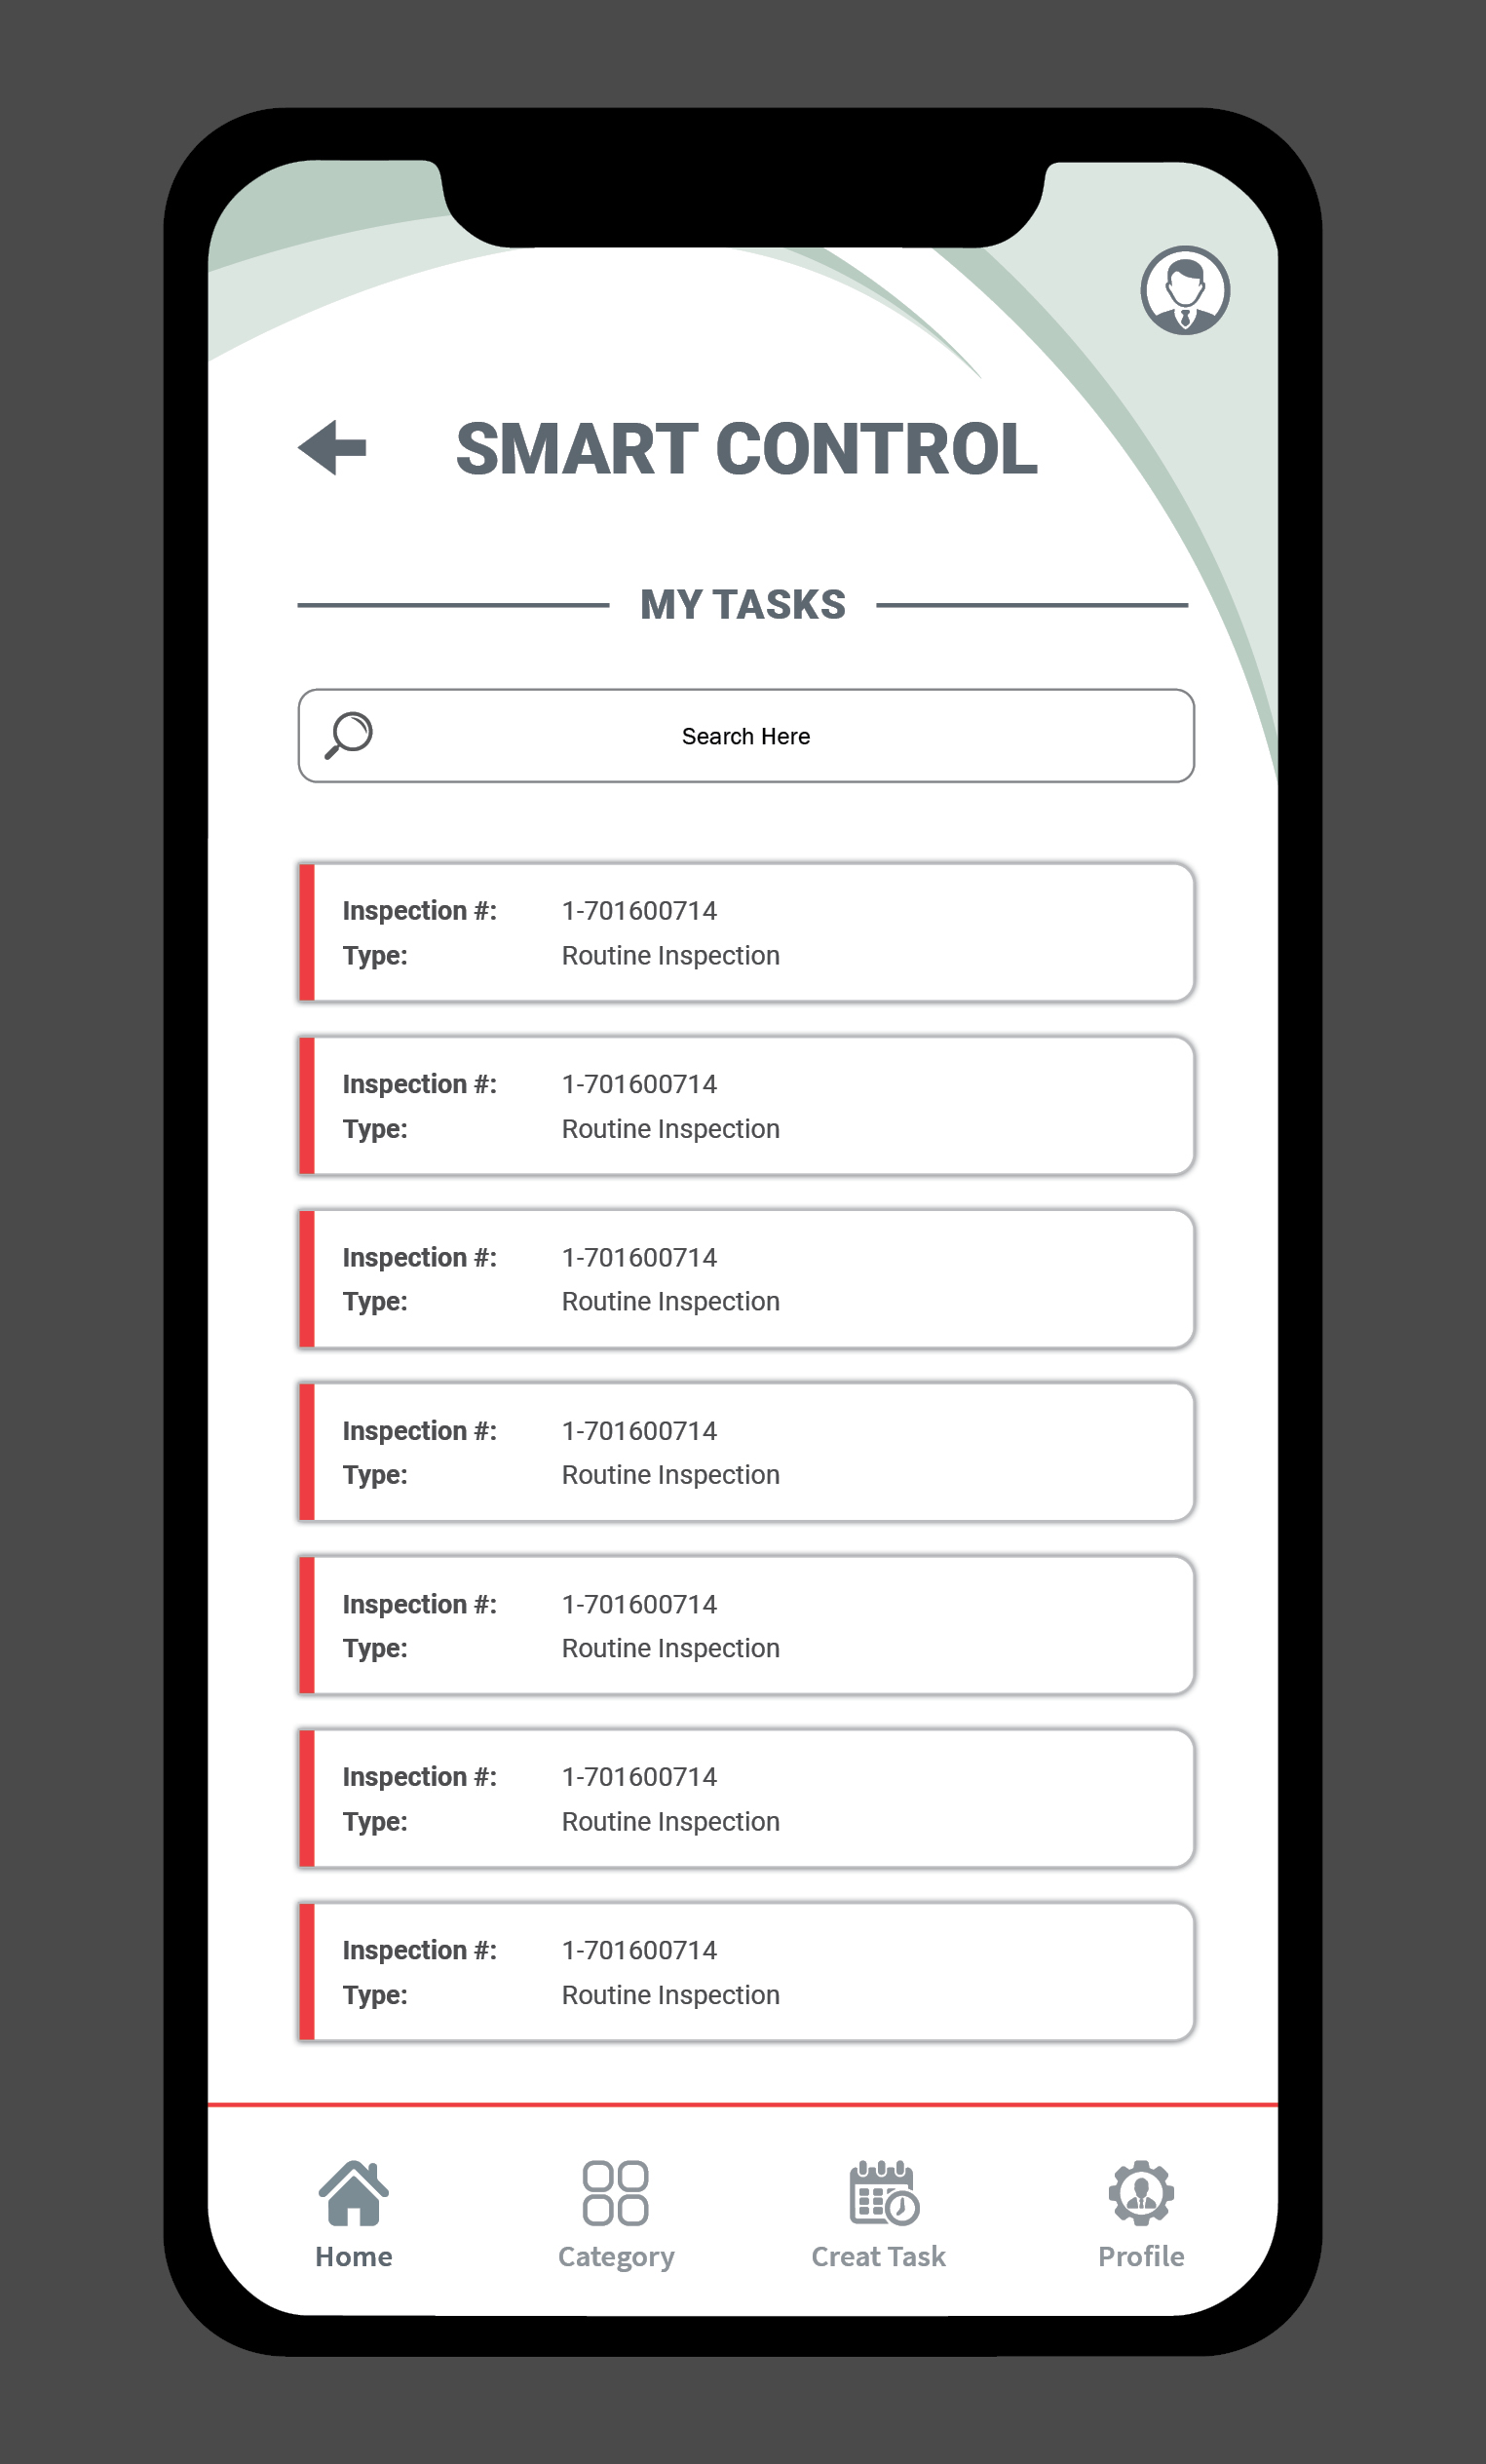 SMART CONTROL
MY TASKS
Search Here
Inspection #: 1-701600714
Type: Routine Inspection
Inspection #: 1-701600714
Type: Routine Inspection
Inspection #: 1-701600714
Type: Routine Inspection
Inspection #: 1-701600714
Type: Routine Inspection
Inspection #: 1-701600714
Type: Routine Inspection
Inspection #: 1-701600714
Type: Routine Inspection
Inspection #: 1-701600714
Type: Routine Inspection
Home Category Creat Task Profile